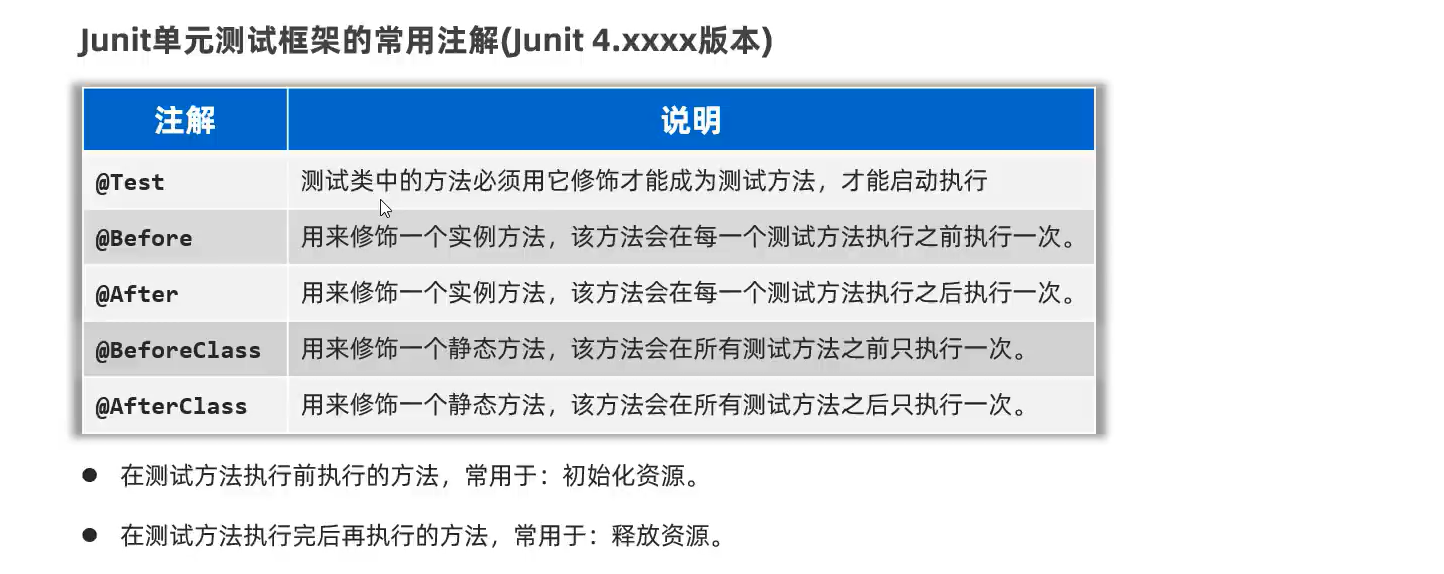 Junit单元测试框架的常用注解(Junit 4.xxxx版本)
注解 说明
@Test 测试类中的方法必须用它修饰才能成为测试方法，才能启动执行
@Before 用来修饰一个实例方法，该方法会在每一个测试方法执行之前执行一次。
@After 用来修饰一个实例方法，该方法会在每一个测试方法执行之后执行一次。
@BeforeClass 用来修饰一个静态方法，该方法会在所有测试方法之前只执行一次。
@AfterClass 用来修饰一个静态方法，该方法会在所有测试方法之后只执行一次。
● 在测试方法执行前执行的方法，常用于：初始化资源。
● 在测试方法执行完后再执行的方法，常用于：释放资源。